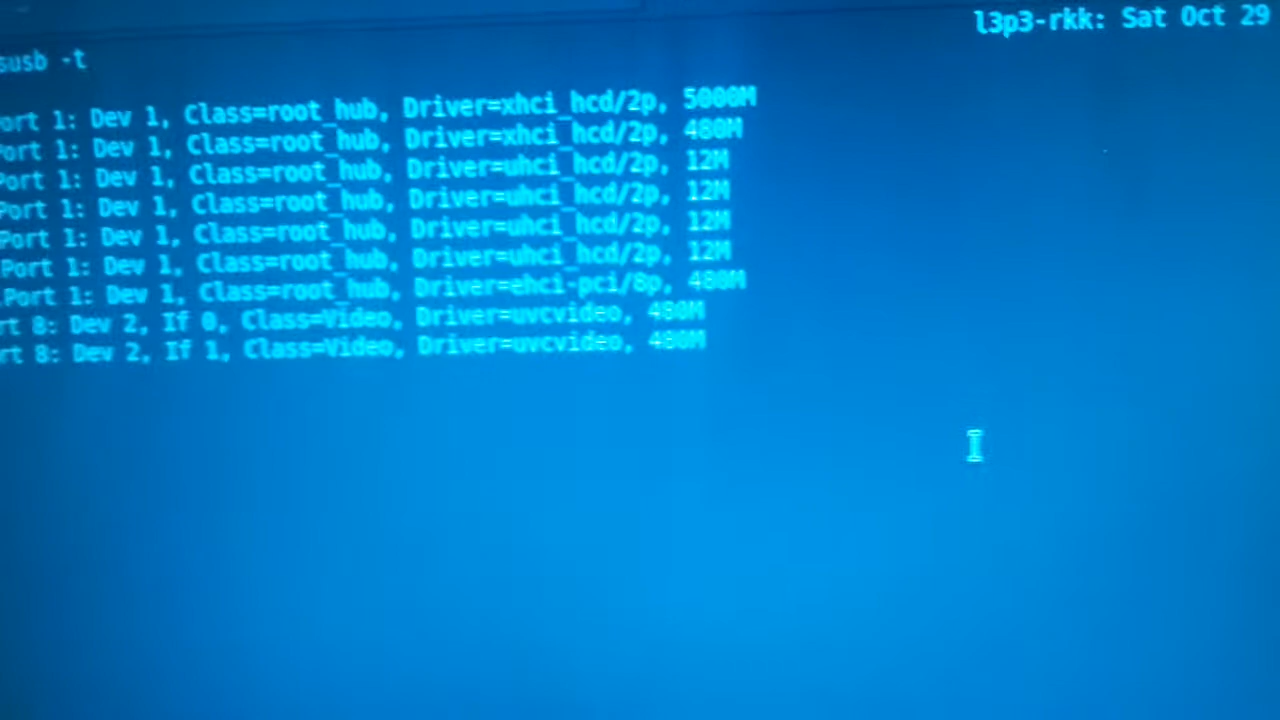 l3p3-rkk: Sat Oct 29
susb -t
ort 1: Dev 1, Class=root_hub, Driver=xhci_hcd/2p, 5000M
Port 1: Dev 1, Class=root_hub, Driver=xhci_hcd/2p, 480M
Port 1: Dev 1, Class=root_hub, Driver=uhci_hcd/2p, 12M
Port 1: Dev 1, Class=root_hub, Driver=uhci_hcd/2p, 12M
Port 1: Dev 1, Class=root_hub, Driver=uhci_hcd/2p, 12M
.Port 1: Dev 1, Class=root_hub, Driver=uhci_hcd/2p, 12M
.Port 1: Dev 1, Class=root_hub, Driver=ehci-pci/8p, 480M
rt 8: Dev 2, If 0, Class=Video, Driver=uvcvideo, 480M
rt 8: Dev 2, If 1, Class=Video, Driver=uvcvideo, 480M